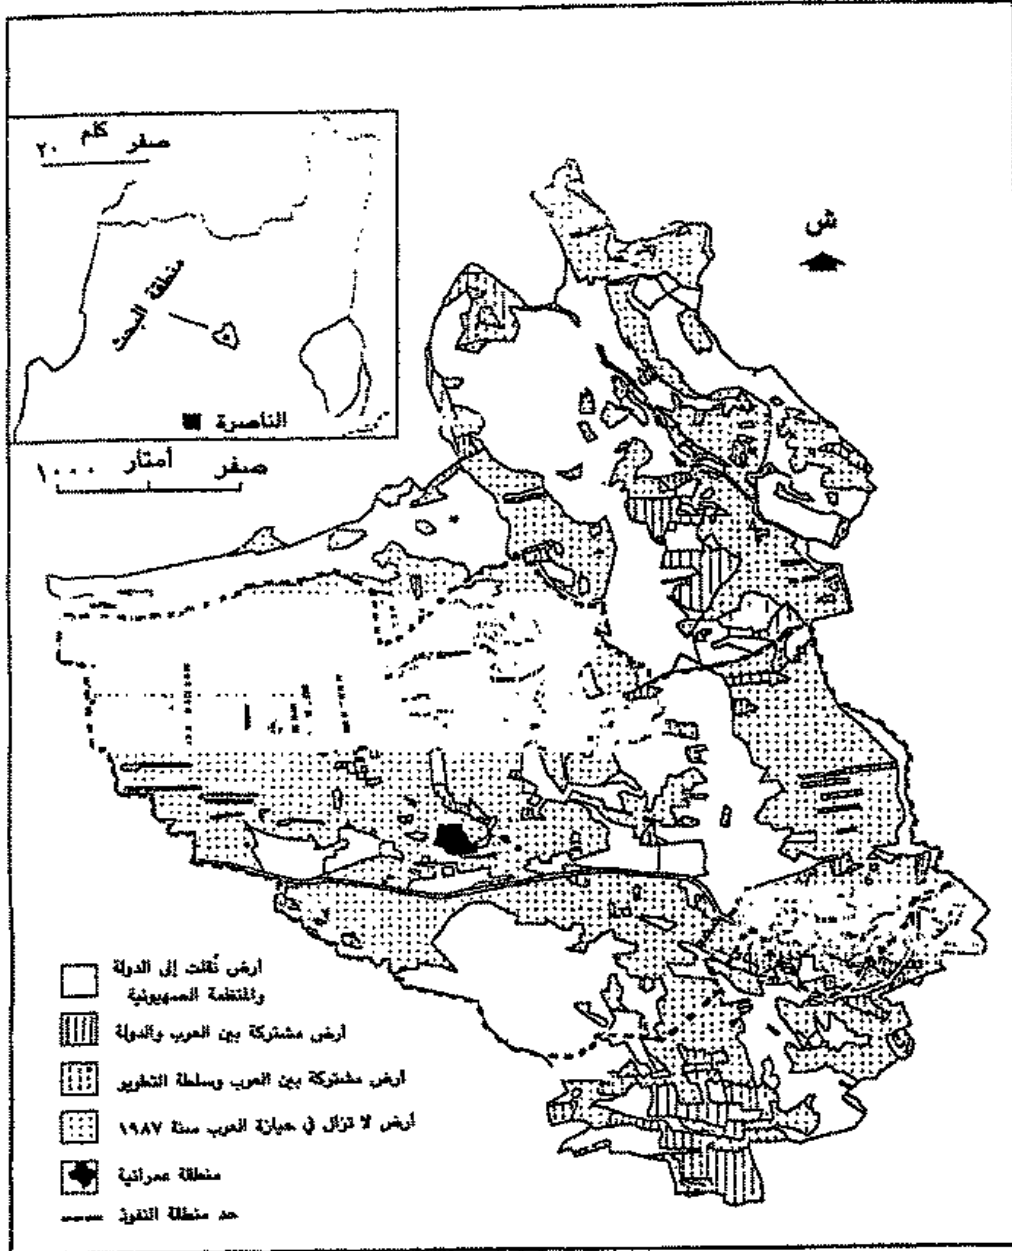 صفر كلم ٢٠
منطقة البحث
الناصرة
ش
صفر أمتار ١٠٠٠
أرض نُقلت إلى الدولة
والمنظمة الصهيونية
أرض مشتركة بين العرب والدولة
أرض مشتركة بين العرب وسلطة التطوير
أرض لا تزال في حيازة العرب سنة ١٩٨٧
منطقة عمرانية
حد منطقة النفوذ